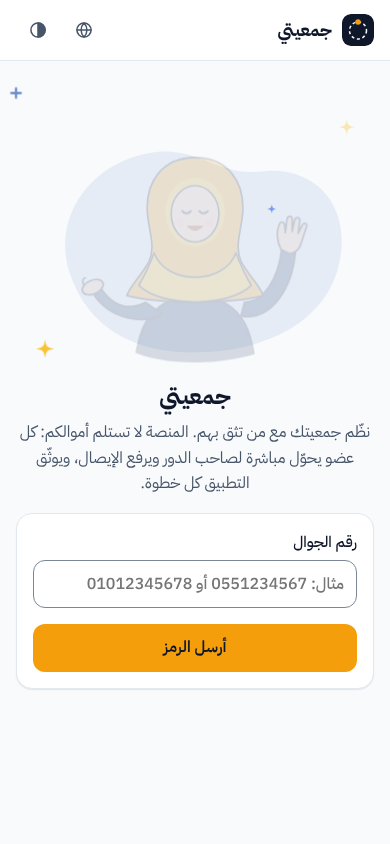 جمعيتي
جمعيتي
نظّم جمعيتك مع من تثق بهم. المنصة لا تستلم أموالكم: كل
عضو يحوّل مباشرة لصاحب الدور ويرفع الإيصال، ويوثّق
التطبيق كل خطوة.
رقم الجوال
مثال: 0551234567 أو 01012345678
أرسل الرمز